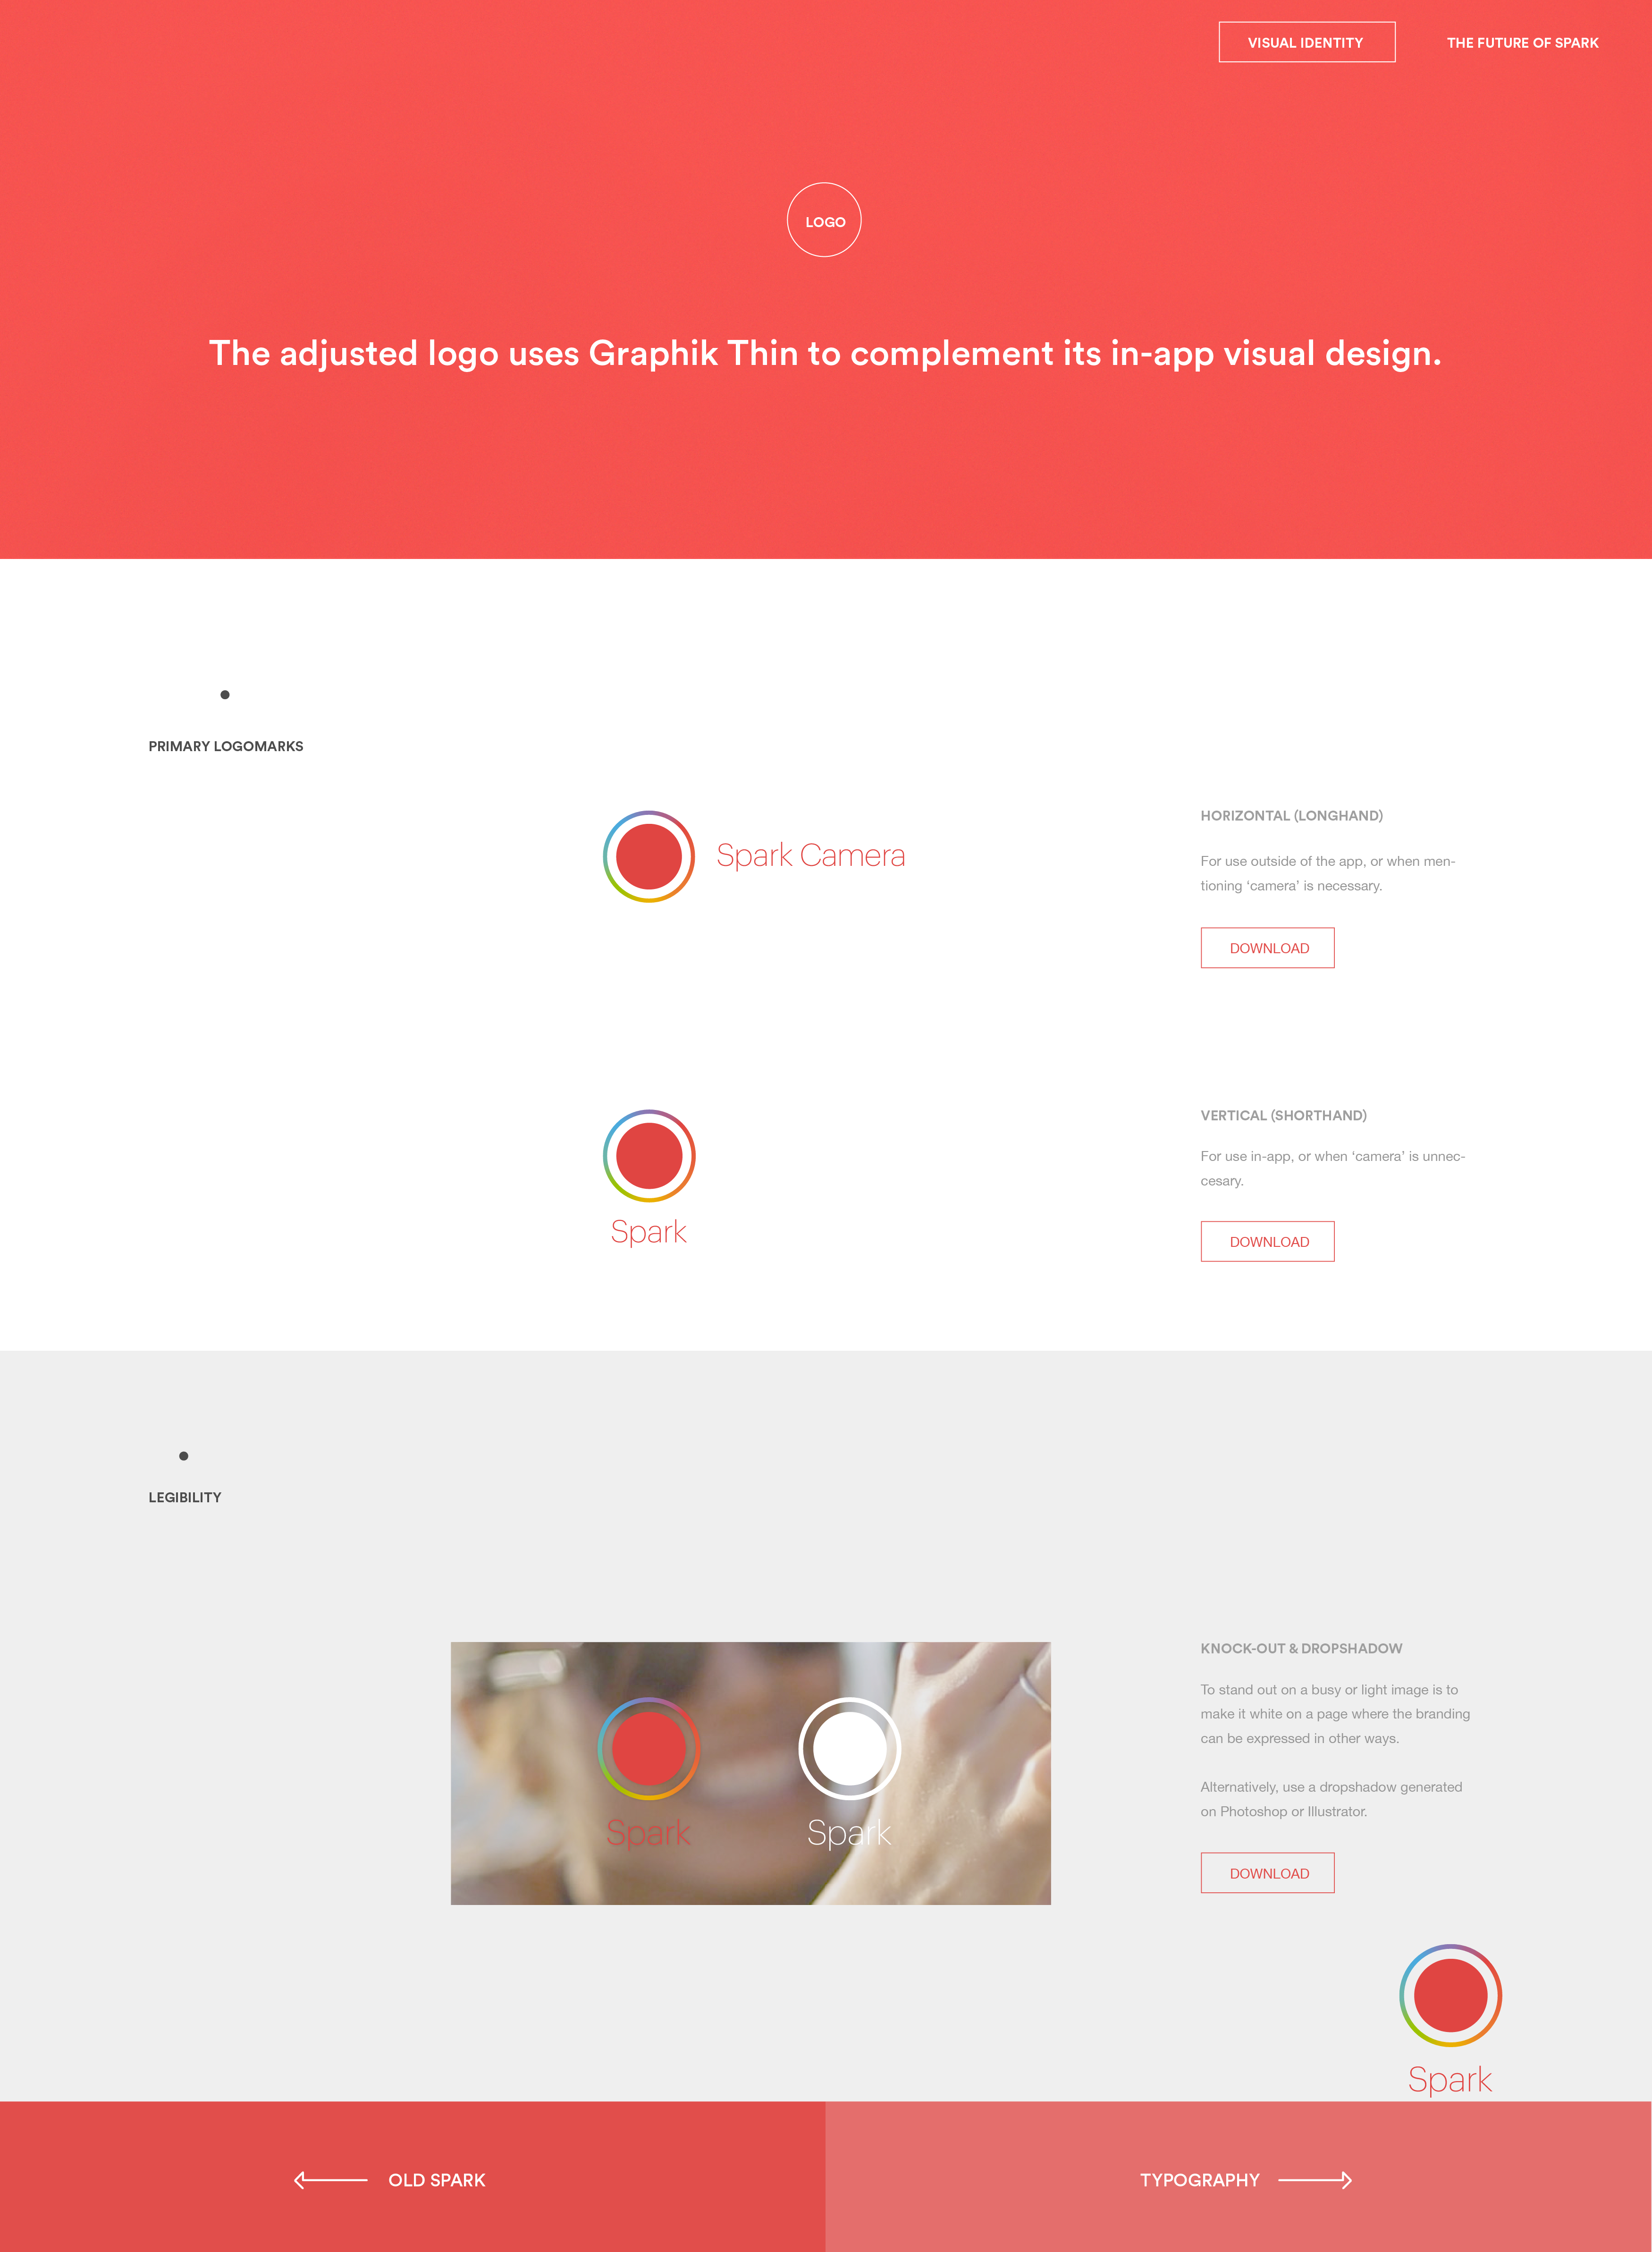 VISUAL IDENTITY
THE FUTURE OF SPARK
LOGO
The adjusted logo uses Graphik Thin to complement its in-app visual design.
PRIMARY LOGOMARKS
Spark Camera
HORIZONTAL (LONGHAND)
For use outside of the app, or when men-
tioning ‘camera’ is necessary.
DOWNLOAD
Spark
VERTICAL (SHORTHAND)
For use in-app, or when ‘camera’ is unnec-
cesary.
DOWNLOAD
LEGIBILITY
Spark
Spark
KNOCK-OUT & DROPSHADOW
To stand out on a busy or light image is to
make it white on a page where the branding
can be expressed in other ways.
Alternatively, use a dropshadow generated
on Photoshop or Illustrator.
DOWNLOAD
Spark
OLD SPARK
TYPOGRAPHY